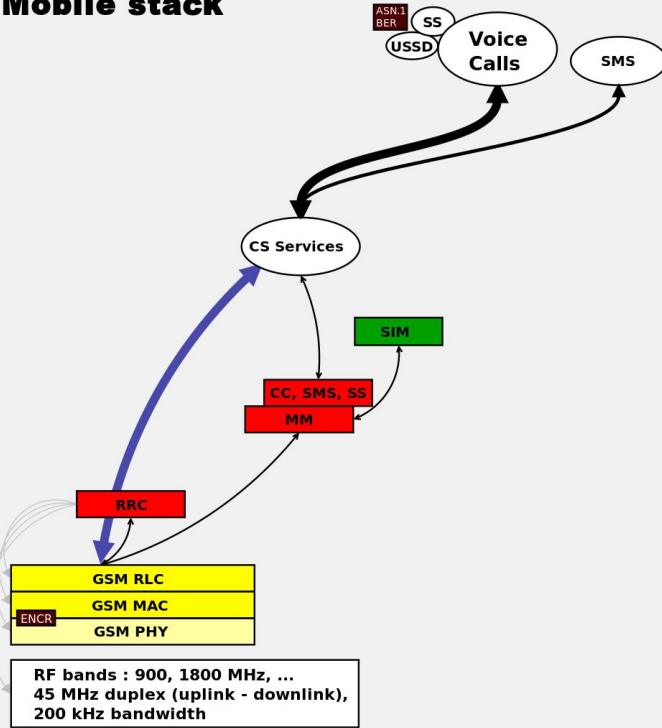 Mobile stack
ASN.1
BER
SS
USSD
Voice
Calls
SMS
CS Services
SIM
CC, SMS, SS
MM
RRC
GSM RLC
GSM MAC
ENCR
GSM PHY
RF bands : 900, 1800 MHz, ...
45 MHz duplex (uplink - downlink),
200 kHz bandwidth